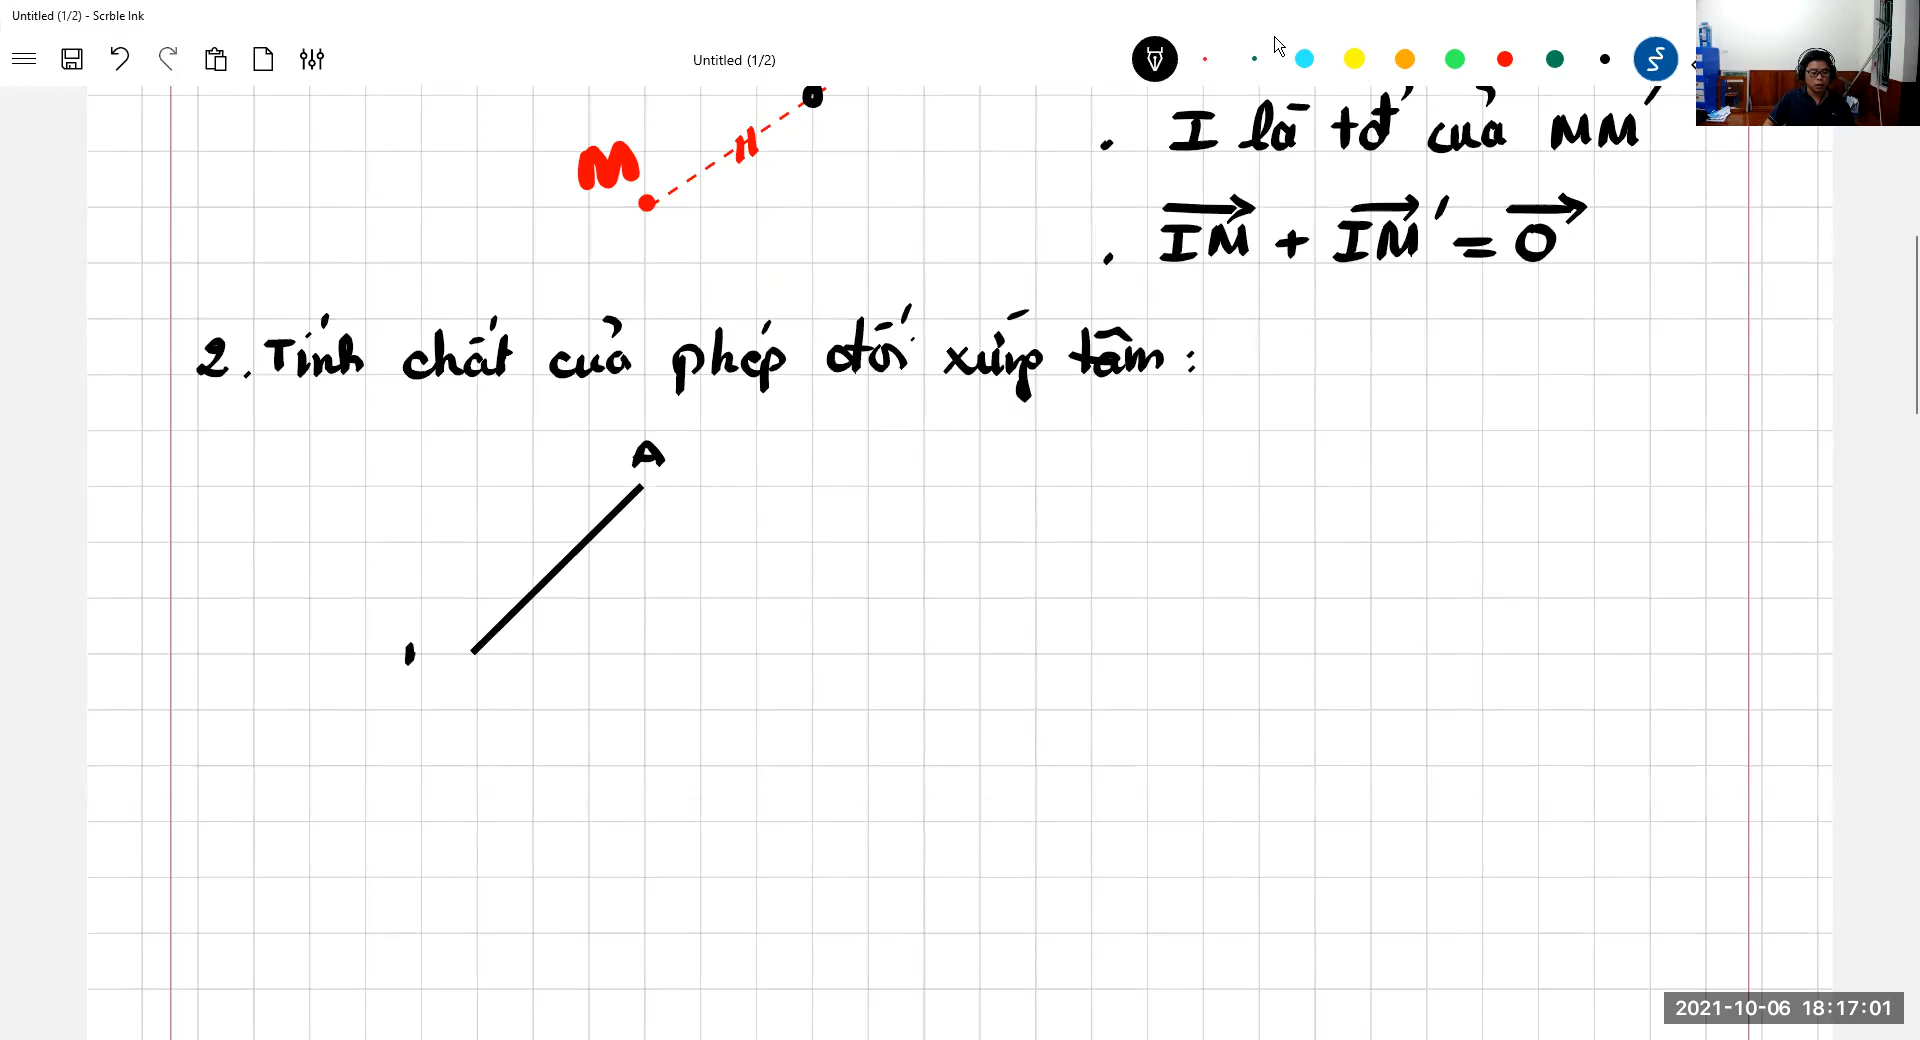 Untitled (1/2) - Scrble Ink
Untitled (1/2)
M
. I là tđ của MM'
. IM + IM' = 0
2. Tính chất của phép đối xứng tâm:
A
2021-10-06 18:17:01